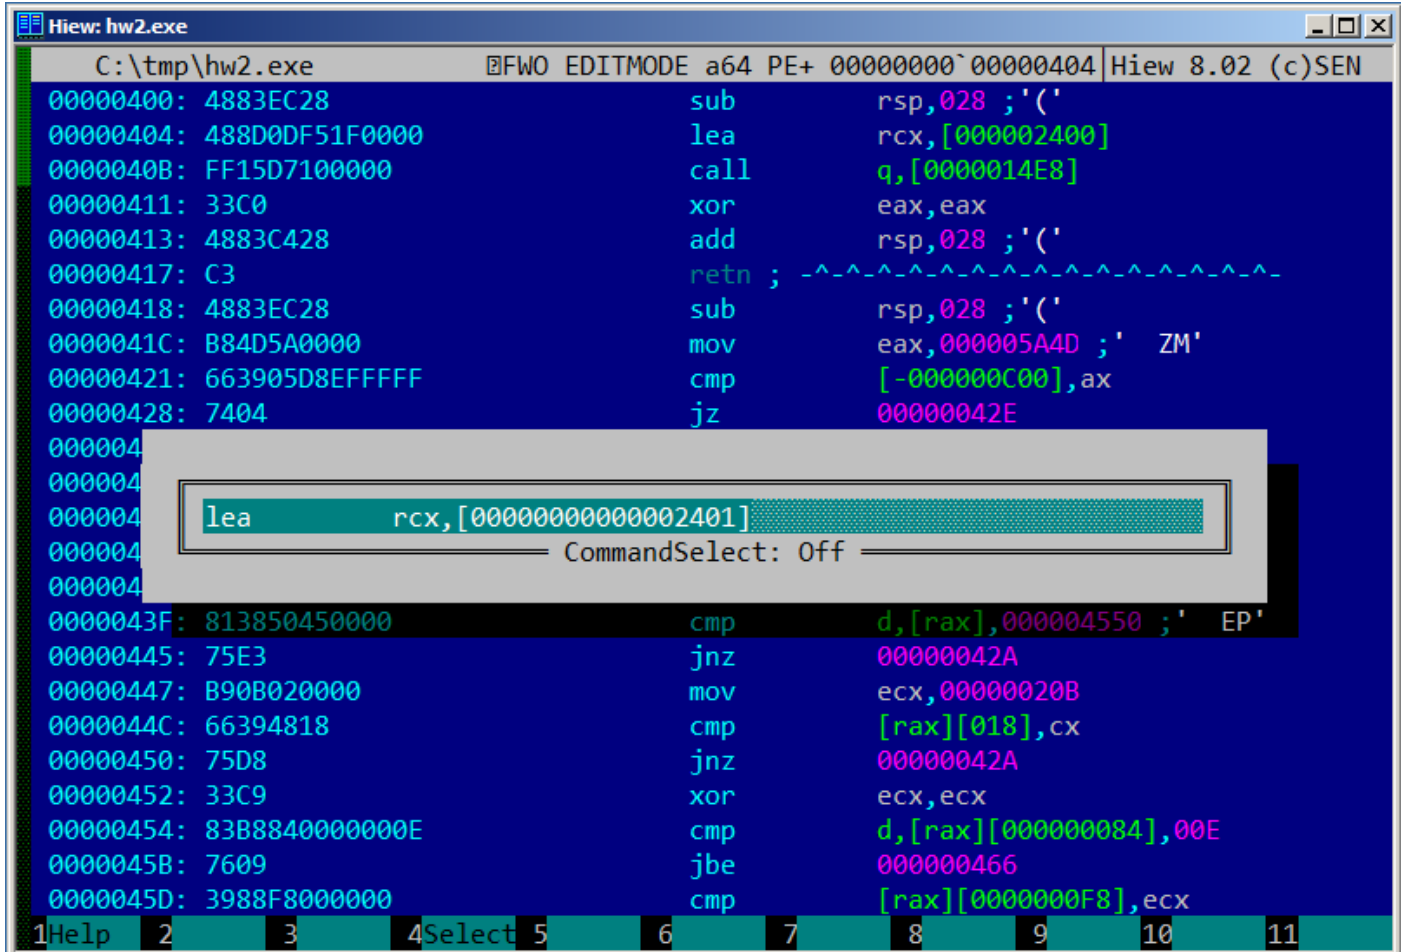 Hiew: hw2.exe
C:\tmp\hw2.exe FWO EDITMODE a64 PE+ 00000000`00000404 Hiew 8.02 (c)SEN
00000400: 4883EC28 sub rsp,028 ;'('
00000404: 488D0DF51F0000 lea rcx,[000002400]
0000040B: FF15D7100000 call q,[0000014E8]
00000411: 33C0 xor eax,eax
00000413: 4883C428 add rsp,028 ;'('
00000417: C3 retn ; -^-^-^-^-^-^-^-^-^-^-^-^-^-^-^-
00000418: 4883EC28 sub rsp,028 ;'('
0000041C: B84D5A0000 mov eax,000005A4D ;'  ZM'
00000421: 663905D8EFFFFF cmp [-000000C00],ax
00000428: 7404 jz 00000042E
000004
000004
000004 lea rcx,[00000000000002401]
000004 CommandSelect: Off
000004
0000043F: 813850450000 cmp d,[rax],000004550 ;'  EP'
00000445: 75E3 jnz 00000042A
00000447: B90B020000 mov ecx,00000020B
0000044C: 66394818 cmp [rax][018],cx
00000450: 75D8 jnz 00000042A
00000452: 33C9 xor ecx,ecx
00000454: 83B8840000000E cmp d,[rax][000000084],00E
0000045B: 7609 jbe 000000466
0000045D: 3988F8000000 cmp [rax][0000000F8],ecx
1Help 2 3 4Select 5 6 7 8 9 10 11